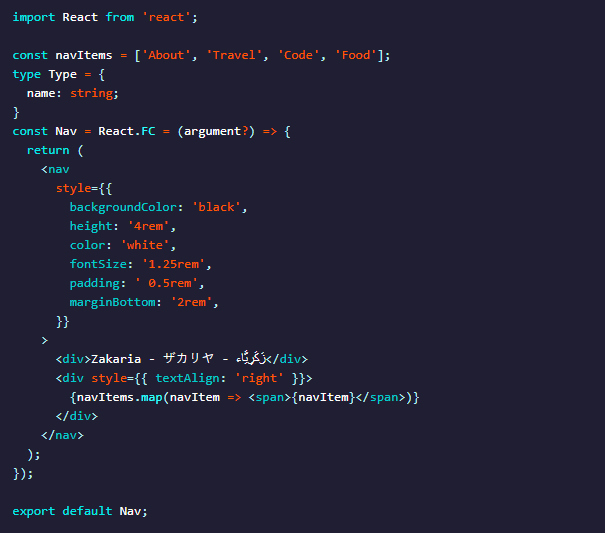 import React from 'react';

const navItems = ['About', 'Travel', 'Code', 'Food'];
type Type = {
  name: string;
}
const Nav = React.FC = (argument?) => {
  return (
    <nav
      style={{
        backgroundColor: 'black',
        height: '4rem',
        color: 'white',
        fontSize: '1.25rem',
        padding: ' 0.5rem',
        marginBottom: '2rem',
      }}
    >
      <div>Zakaria - ザカリヤ - زَكَرِيَّاء</div>
      <div style={{ textAlign: 'right' }}>
        {navItems.map(navItem => <span>{navItem}</span>)}
      </div>
    </nav>
  );
});

export default Nav;